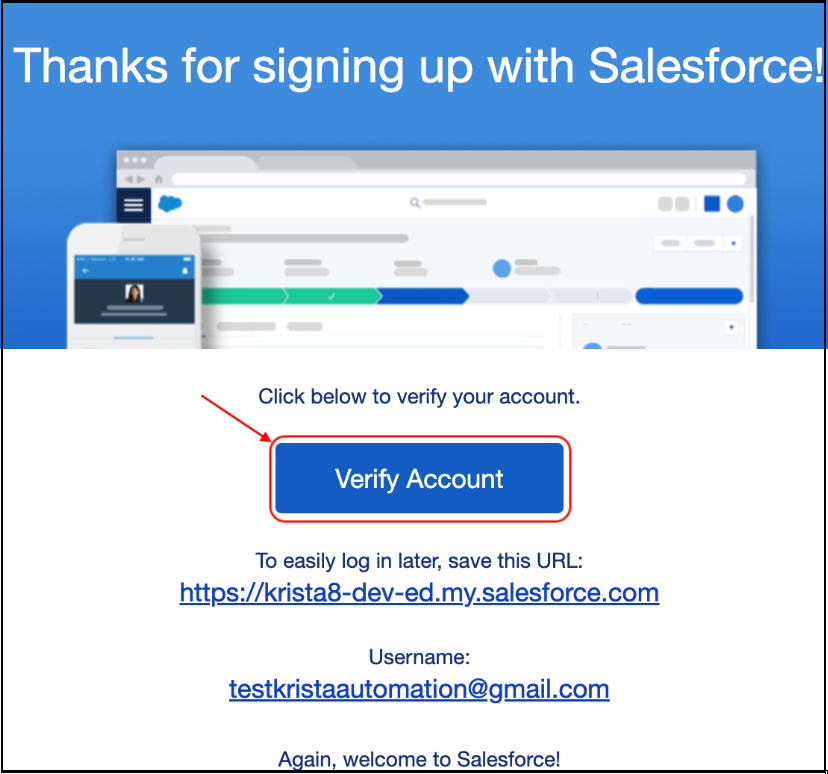 Thanks for signing up with Salesforce!
Click below to verify your account.
Verify Account
To easily log in later, save this URL:
https://krista8-dev-ed.my.salesforce.com
Username:
testkristaautomation@gmail.com
Again, welcome to Salesforce!